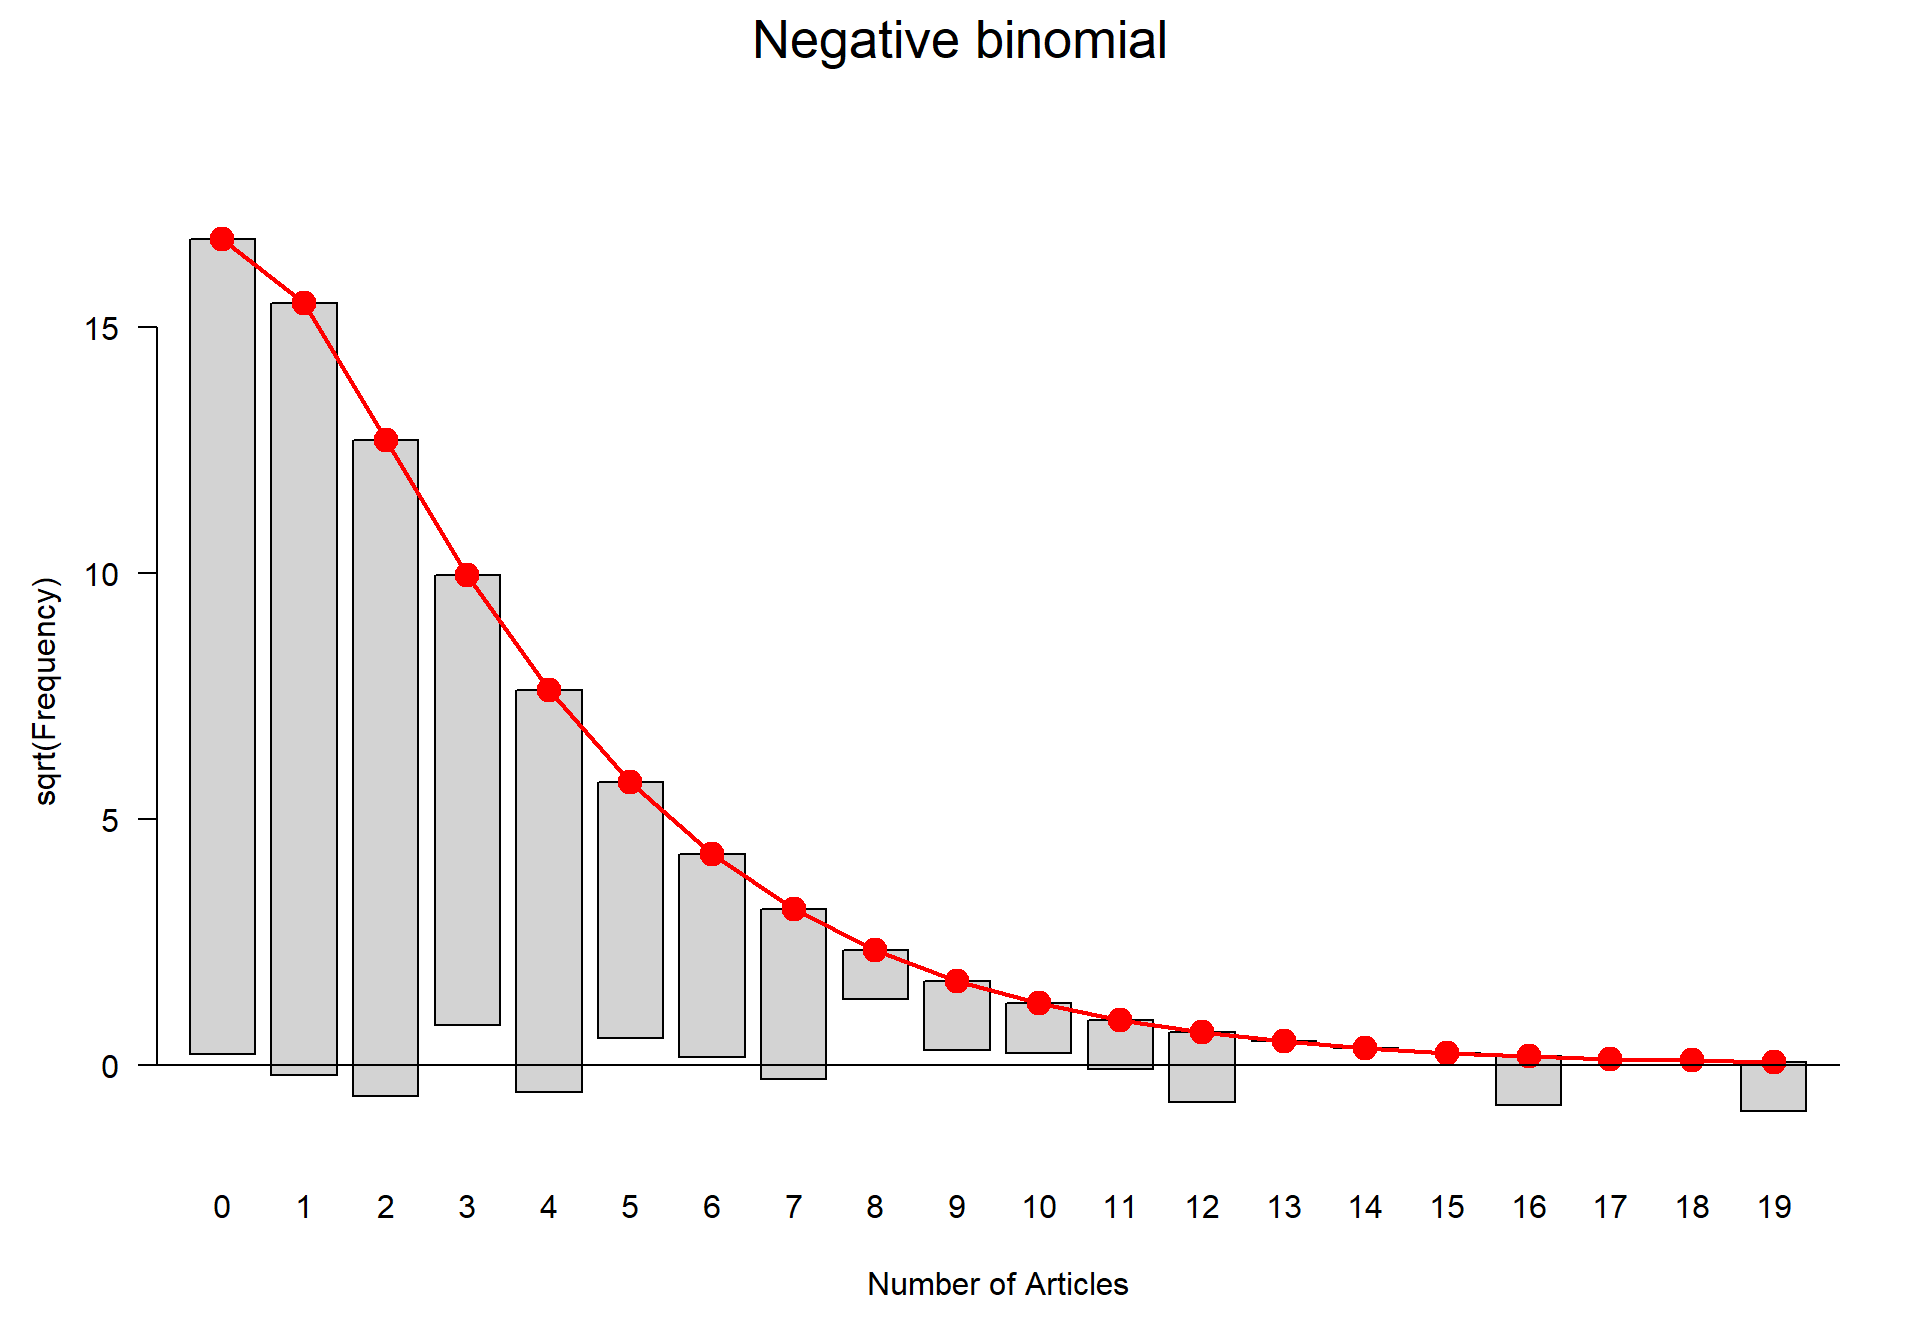 Negative binomial
sqrt(Frequency)
15
10
5
0
0 1 2 3 4 5 6 7 8 9 10 11 12 13 14 15 16 17 18 19
Number of Articles